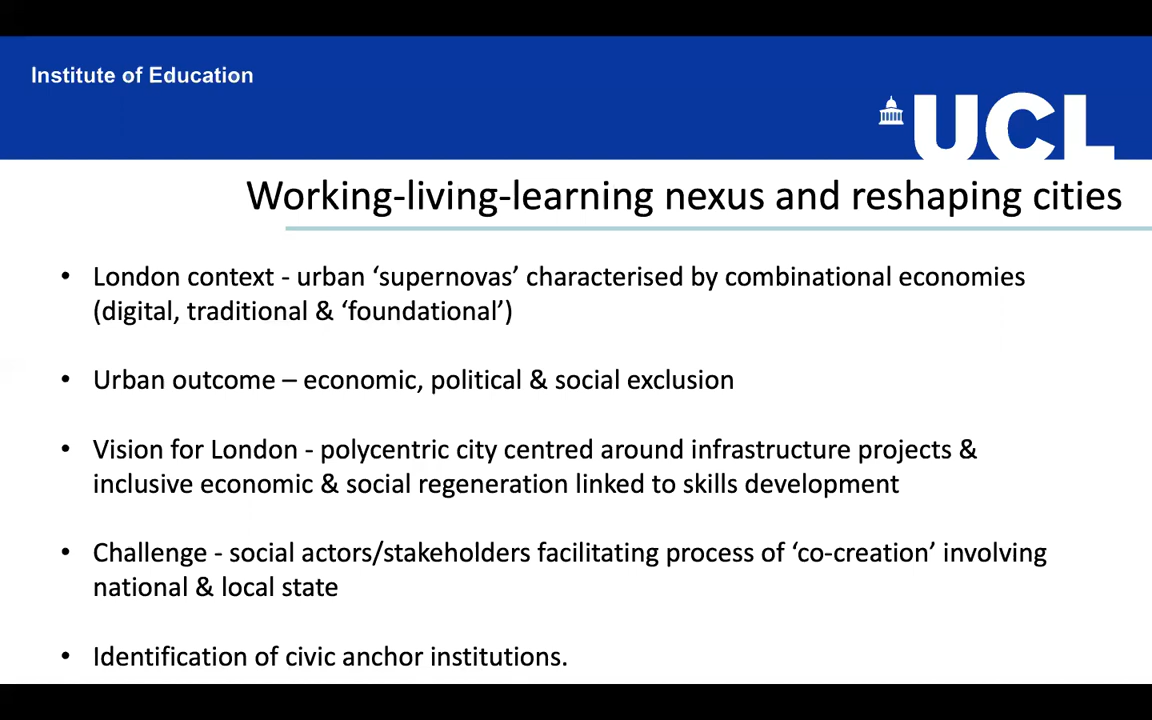 Institute of Education
UCL
Working-living-learning nexus and reshaping cities
• London context - urban ‘supernovas’ characterised by combinational economies
(digital, traditional & ‘foundational’)
• Urban outcome – economic, political & social exclusion
• Vision for London - polycentric city centred around infrastructure projects &
inclusive economic & social regeneration linked to skills development
• Challenge - social actors/stakeholders facilitating process of ‘co-creation’ involving
national & local state
• Identification of civic anchor institutions.